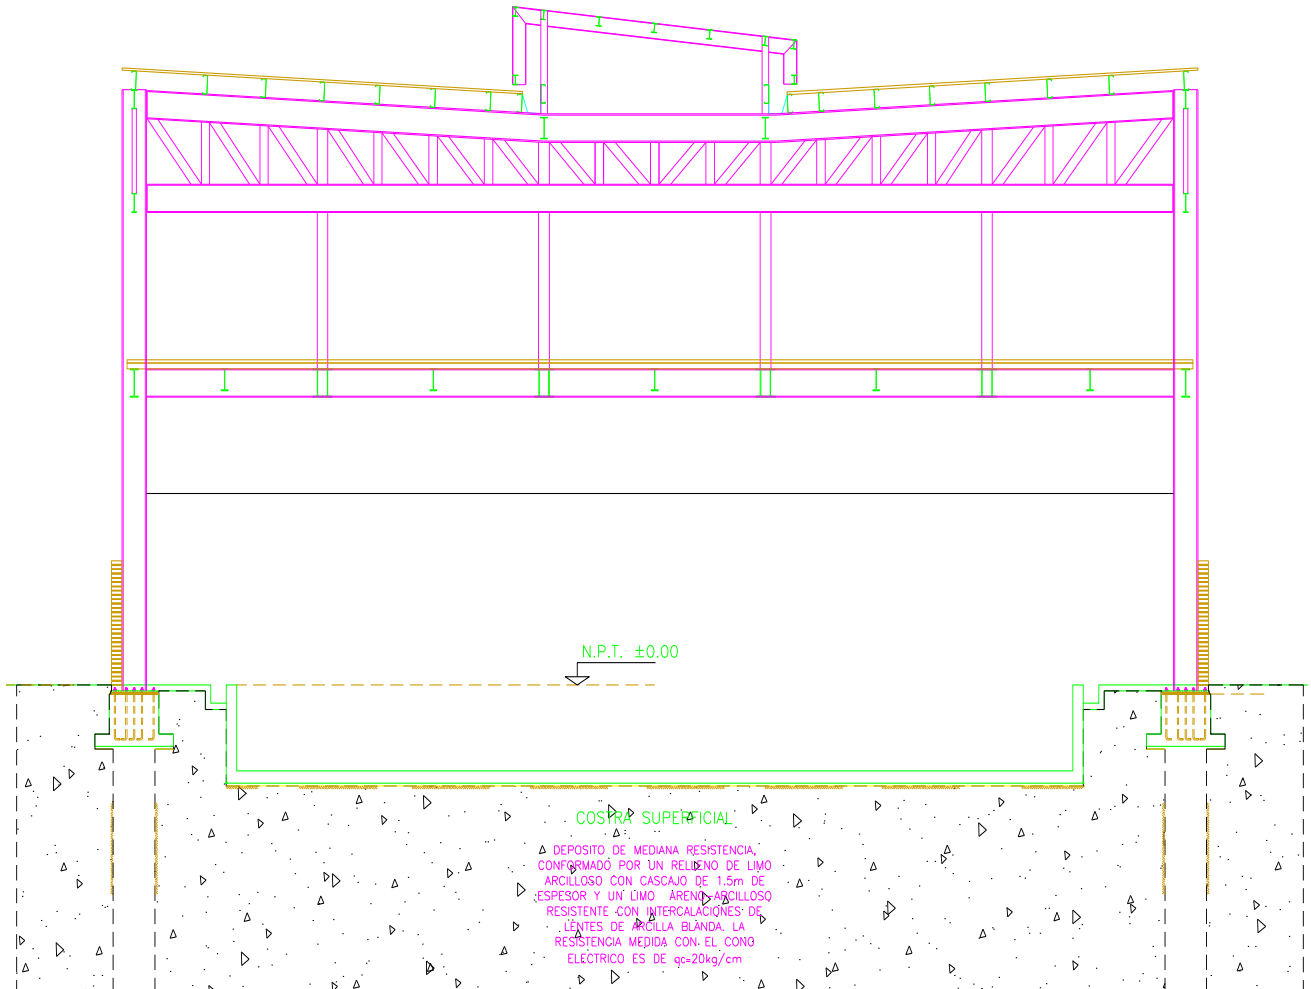 N.P.T. ±0.00
COSTRA SUPERFICIAL
DEPOSITO DE MEDIANA RESISTENCIA,
CONFORMADO POR UN RELLENO DE LIMO
ARCILLOSO CON CASCAJO DE 1.5m DE
ESPESOR Y UN LIMO ARENO-ARCILLOSO
RESISTENTE CON INTERCALACIONES DE
LENTES DE ARCILLA BLANDA. LA
RESISTENCIA MEDIDA CON EL CONO
ELECTRICO ES DE qc=20kg/cm